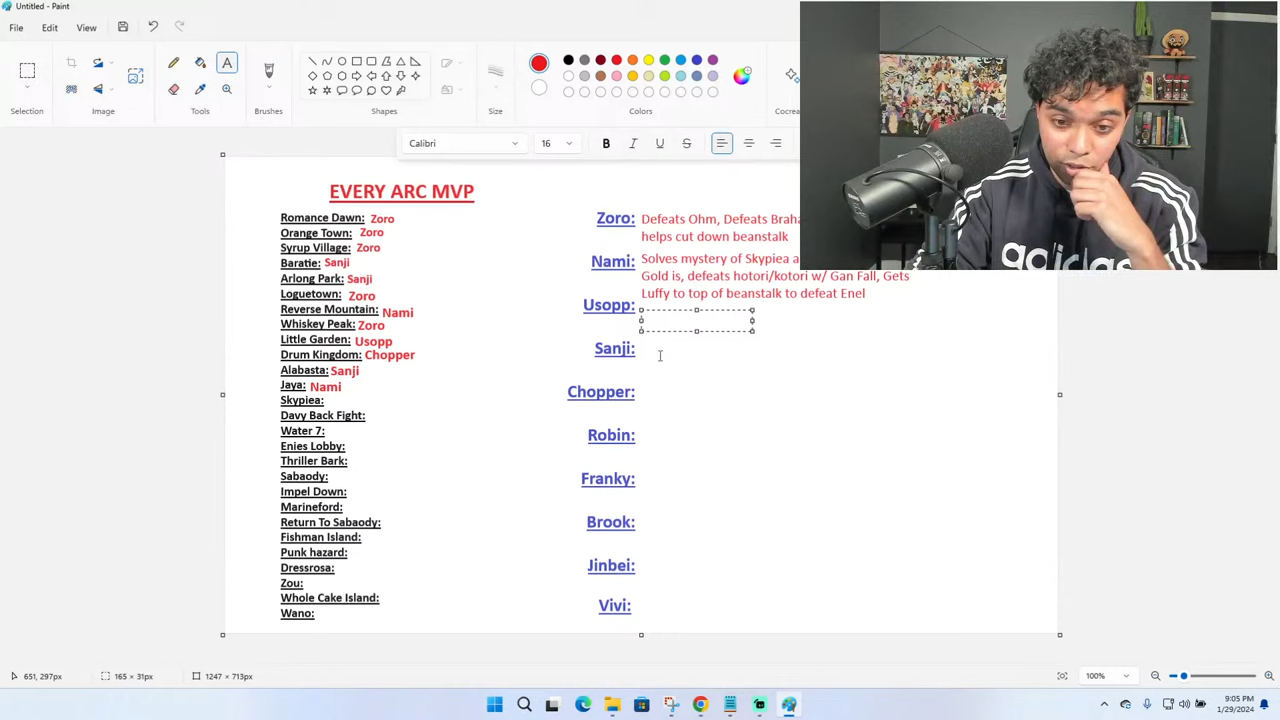 Untitled - Paint
File Edit View
Selection Image Tools Brushes Shapes Size Colors
Calibri 16 B
EVERY ARC MVP
Romance Dawn: Zoro
Orange Town: Zoro
Syrup Village: Zoro
Baratie: Sanji
Arlong Park: Sanji
Loguetown: Zoro
Reverse Mountain: Nami
Whiskey Peak: Zoro
Little Garden: Usopp
Drum Kingdom: Chopper
Alabasta: Sanji
Jaya: Nami
Skypiea:
Davy Back Fight:
Water 7:
Enies Lobby:
Thriller Bark:
Sabaody:
Impel Down:
Marineford:
Return To Sabaody:
Fishman Island:
Punk hazard:
Dressrosa:
Zou:
Whole Cake Island:
Wano:
Zoro: Defeats Ohm, Defeats Braha
helps cut down beanstalk
Nami: Solves mystery of Skypiea a
Gold is, defeats hotori/kotori w/ Gan Fall, Gets
Luffy to top of beanstalk to defeat Enel
Usopp:
Sanji:
Chopper:
Robin:
Franky:
Brook:
Jinbei:
Vivi:
adidas
651, 297px 165 × 31px 1247 × 713px 100%
9:05 PM
1/29/2024